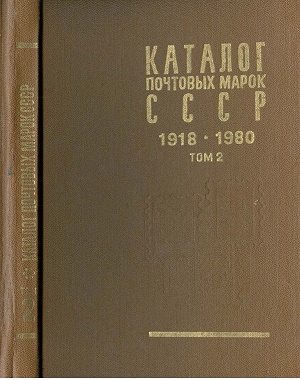 КАТАЛОГ ПОЧТОВЫХ МАРОК СССР
КАТАЛОГ
ПОЧТОВЫХ МАРОК
СССР
1918 • 1980
ТОМ 2